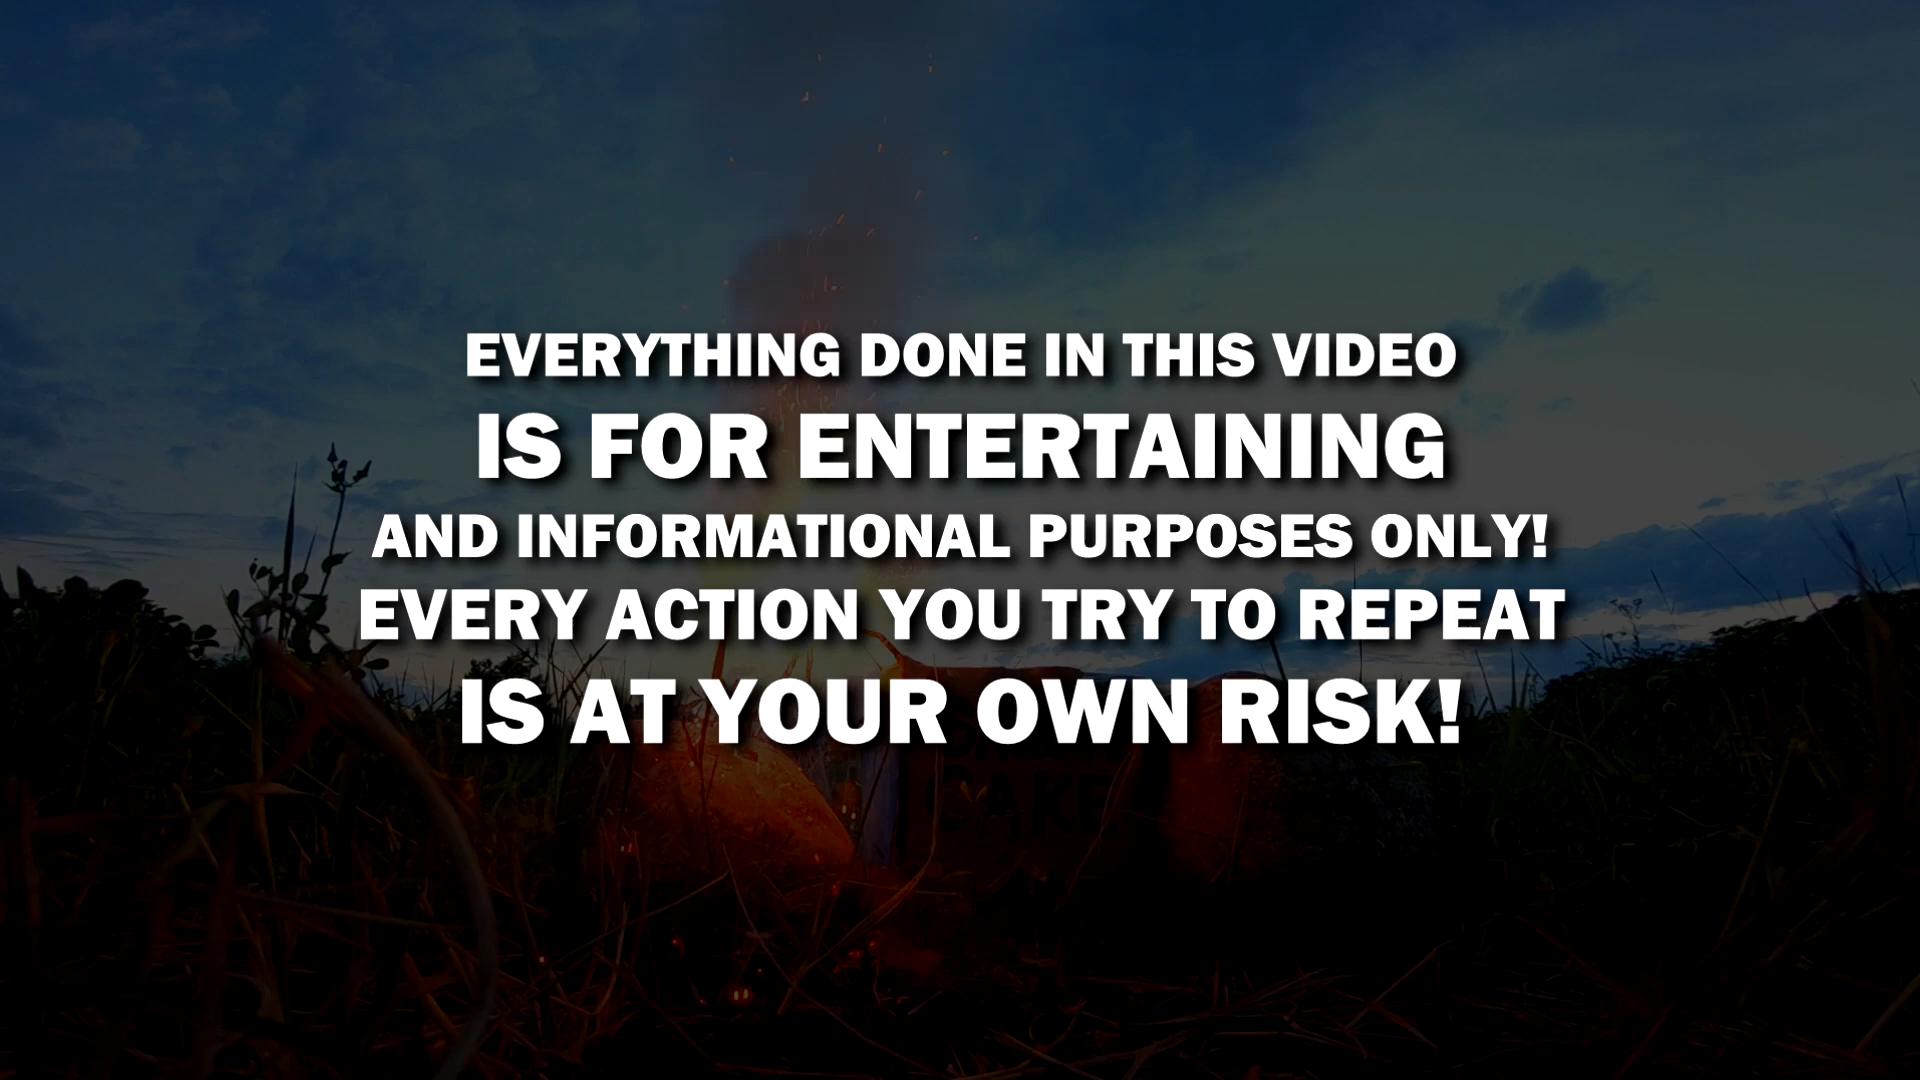 EVERYTHING DONE IN THIS VIDEO
IS FOR ENTERTAINING
AND INFORMATIONAL PURPOSES ONLY!
EVERY ACTION YOU TRY TO REPEAT
IS AT YOUR OWN RISK!
CAKE